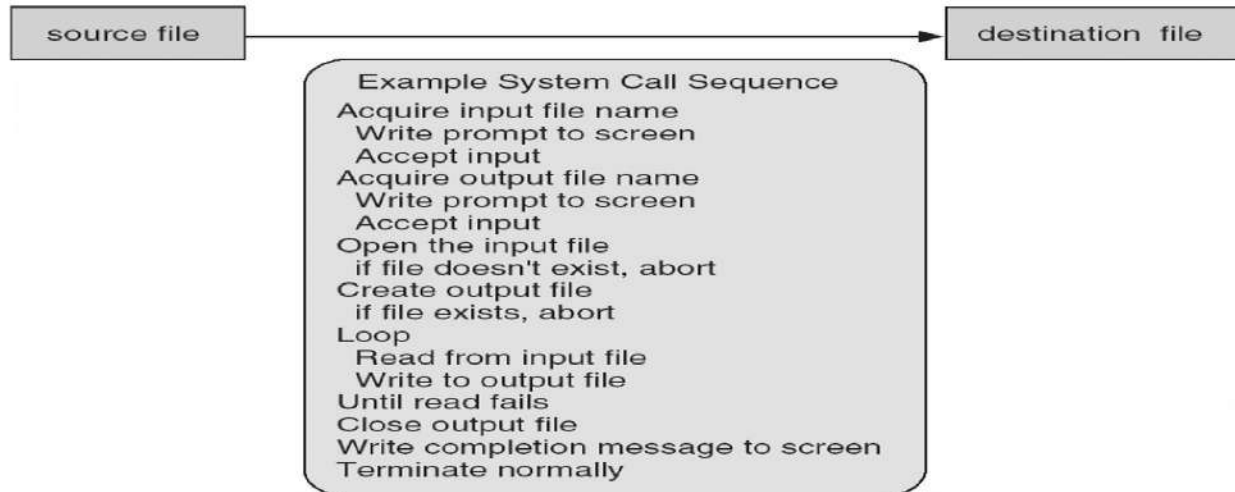 source file
destination file
Example System Call Sequence
Acquire input file name
Write prompt to screen
Accept input
Acquire output file name
Write prompt to screen
Accept input
Open the input file
if file doesn't exist, abort
Create output file
if file exists, abort
Loop
Read from input file
Write to output file
Until read fails
Close output file
Write completion message to screen
Terminate normally